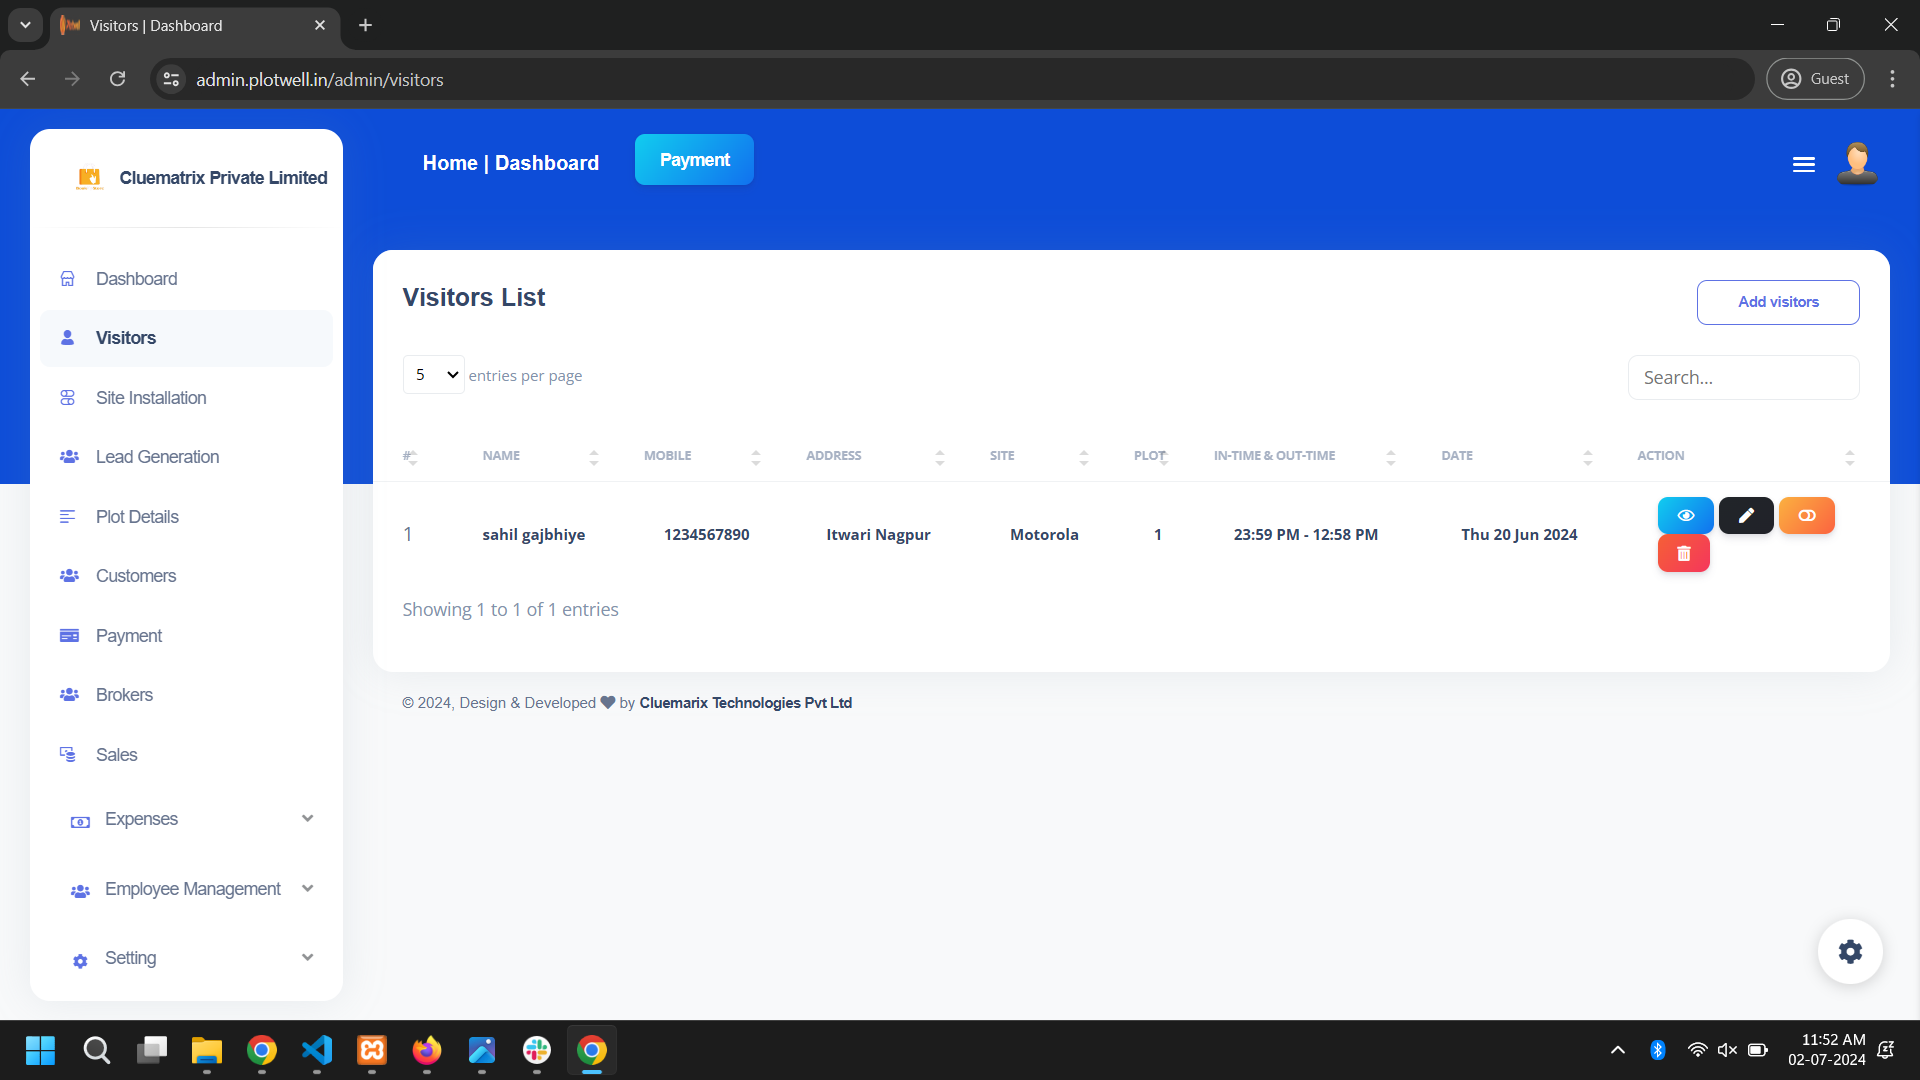 Visitors | Dashboard
admin.plotwell.in/admin/visitors
Guest
Cluematrix Private Limited
Home | Dashboard
Payment
Dashboard
Visitors
Site Installation
Lead Generation
Plot Details
Customers
Payment
Brokers
Sales
Expenses
Employee Management
Setting
Visitors List
Add visitors
5 entries per page
Search...
# NAME MOBILE ADDRESS SITE PLOT IN-TIME & OUT-TIME DATE ACTION
1 sahil gajbhiye 1234567890 Itwari Nagpur Motorola 1 23:59 PM - 12:58 PM Thu 20 Jun 2024
Showing 1 to 1 of 1 entries
© 2024, Design & Developed by Cluemarix Technologies Pvt Ltd
11:52 AM
02-07-2024